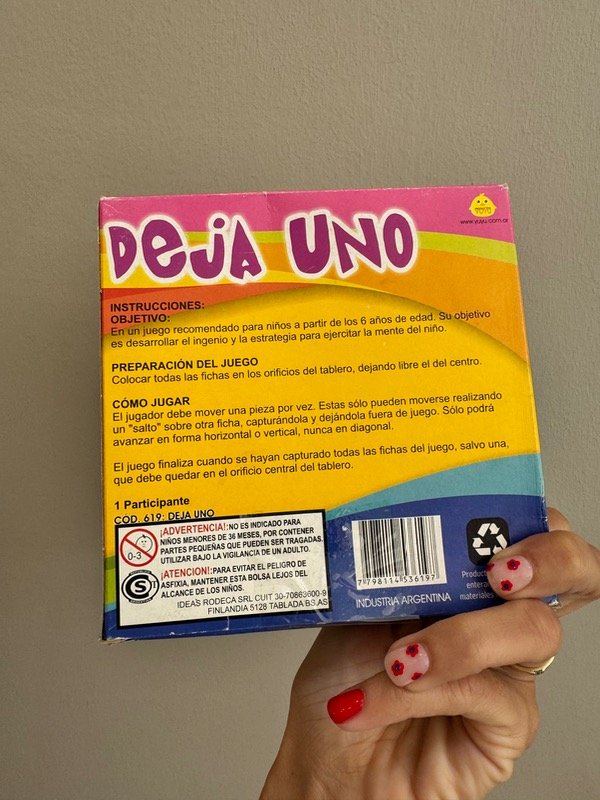 DEJA UNO
YUYU
www.yuyu.com.ar
INSTRUCCIONES:
OBJETIVO:
En un juego recomendado para niños a partir de los 6 años de edad. Su objetivo
es desarrollar el ingenio y la estrategia para ejercitar la mente del niño.
PREPARACIÓN DEL JUEGO
Colocar todas las fichas en los orificios del tablero, dejando libre el del centro.
CÓMO JUGAR
El jugador debe mover una pieza por vez. Estas sólo pueden moverse realizando
un "salto" sobre otra ficha, capturándola y dejándola fuera de juego. Sólo podrá
avanzar en forma horizontal o vertical, nunca en diagonal.
El juego finaliza cuando se hayan capturado todas las fichas del juego, salvo una,
que debe quedar en el orificio central del tablero.
1 Participante
COD. 619: DEJA UNO
0-3
¡ADVERTENCIA!:NO ES INDICADO PARA
NIÑOS MENORES DE 36 MESES, POR CONTENER
PARTES PEQUEÑAS QUE PUEDEN SER TRAGADAS.
UTILIZAR BAJO LA VIGILANCIA DE UN ADULTO.
S
¡ATENCION!:PARA EVITAR EL PELIGRO DE
ASFIXIA, MANTENER ESTA BOLSA LEJOS DEL
ALCANCE DE LOS NIÑOS.
IDEAS RODECA SRL CUIT 30-70863600-9
FINLANDIA 5128 TABLADA BS.AS
7798114536197
INDUSTRIA ARGENTINA
materiales